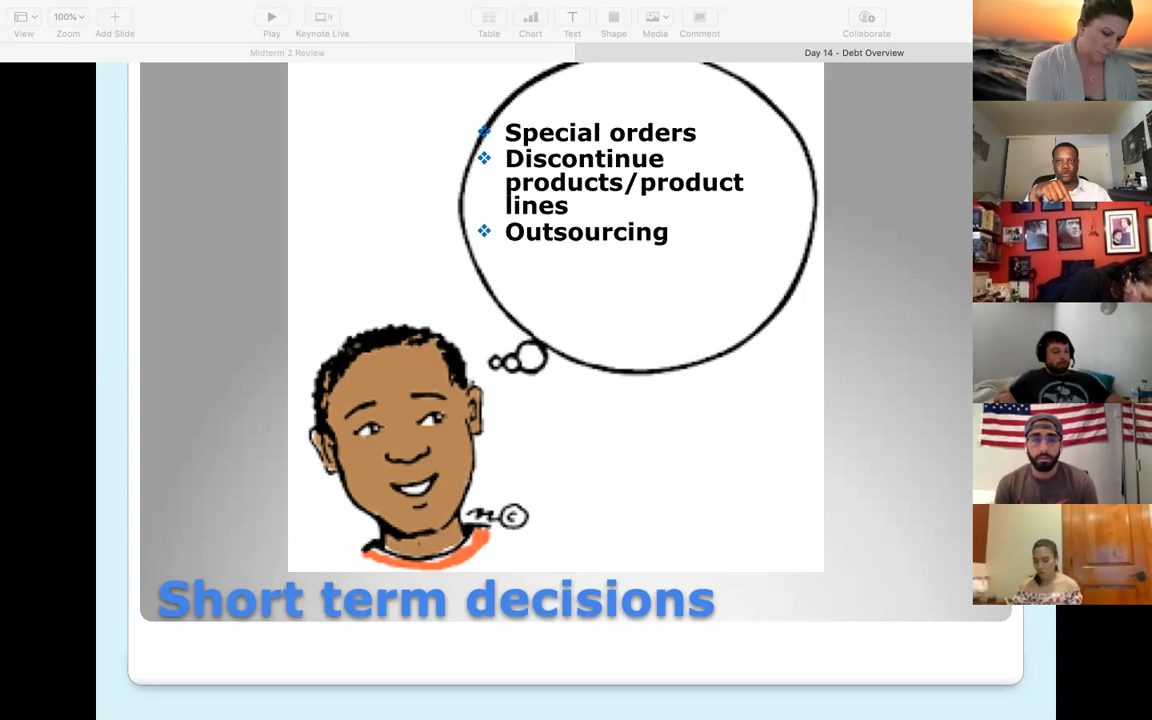 100%
View
Zoom
Add Slide
Play
Keynote Live
Table
Chart
Text
Shape
Media
Comment
Collaborate
Midterm 2 Review
Day 14 - Debt Overview
Special orders
Discontinue
products/product
lines
Outsourcing
Short term decisions